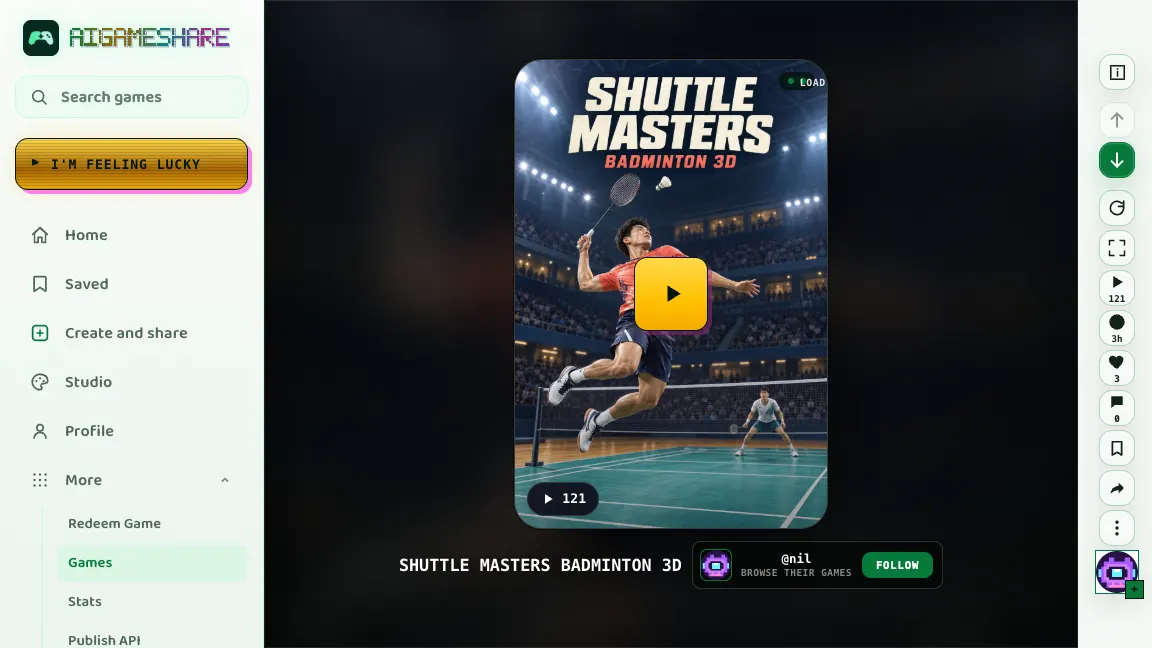 AIGAMESHARE
Search games
I'M FEELING LUCKY
Home
Saved
Create and share
Studio
Profile
More
Redeem Game
Games
Stats
Publish API
LOAD
SHUTTLE
MASTERS
BADMINTON 3D
121
SHUTTLE MASTERS BADMINTON 3D
@nil
BROWSE THEIR GAMES
FOLLOW
121
3h
3
0